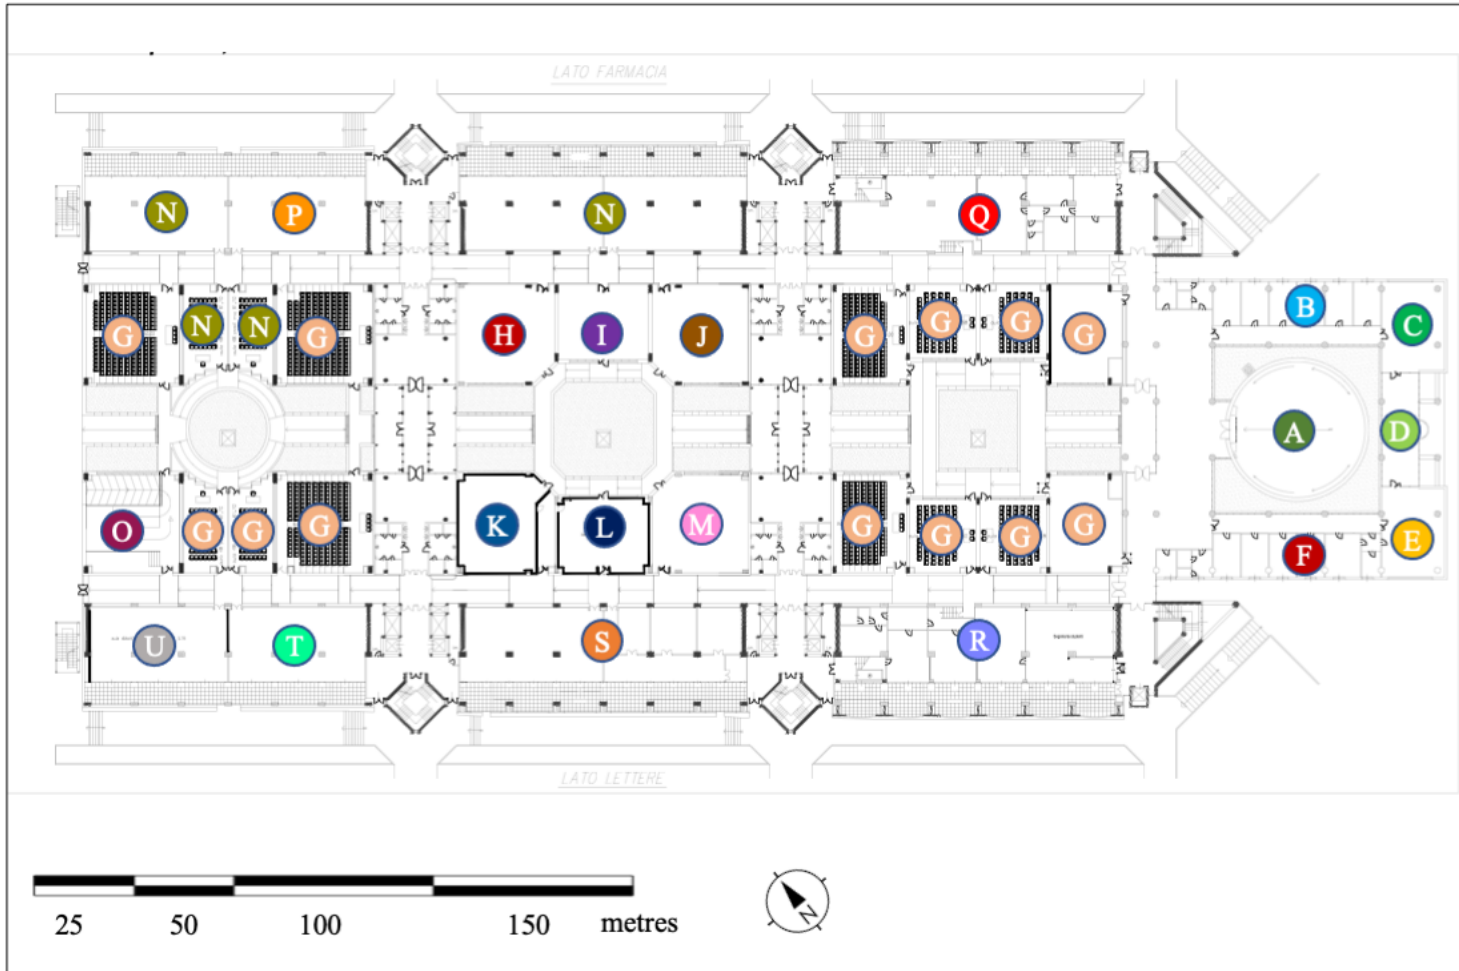 LATO FARMACIA
N P N Q
B
G N N G H I J G G G G C
A D
O G G G K L M G G G G F E
U T S R
LATO LETTERE
25 50 100 150 metres
N